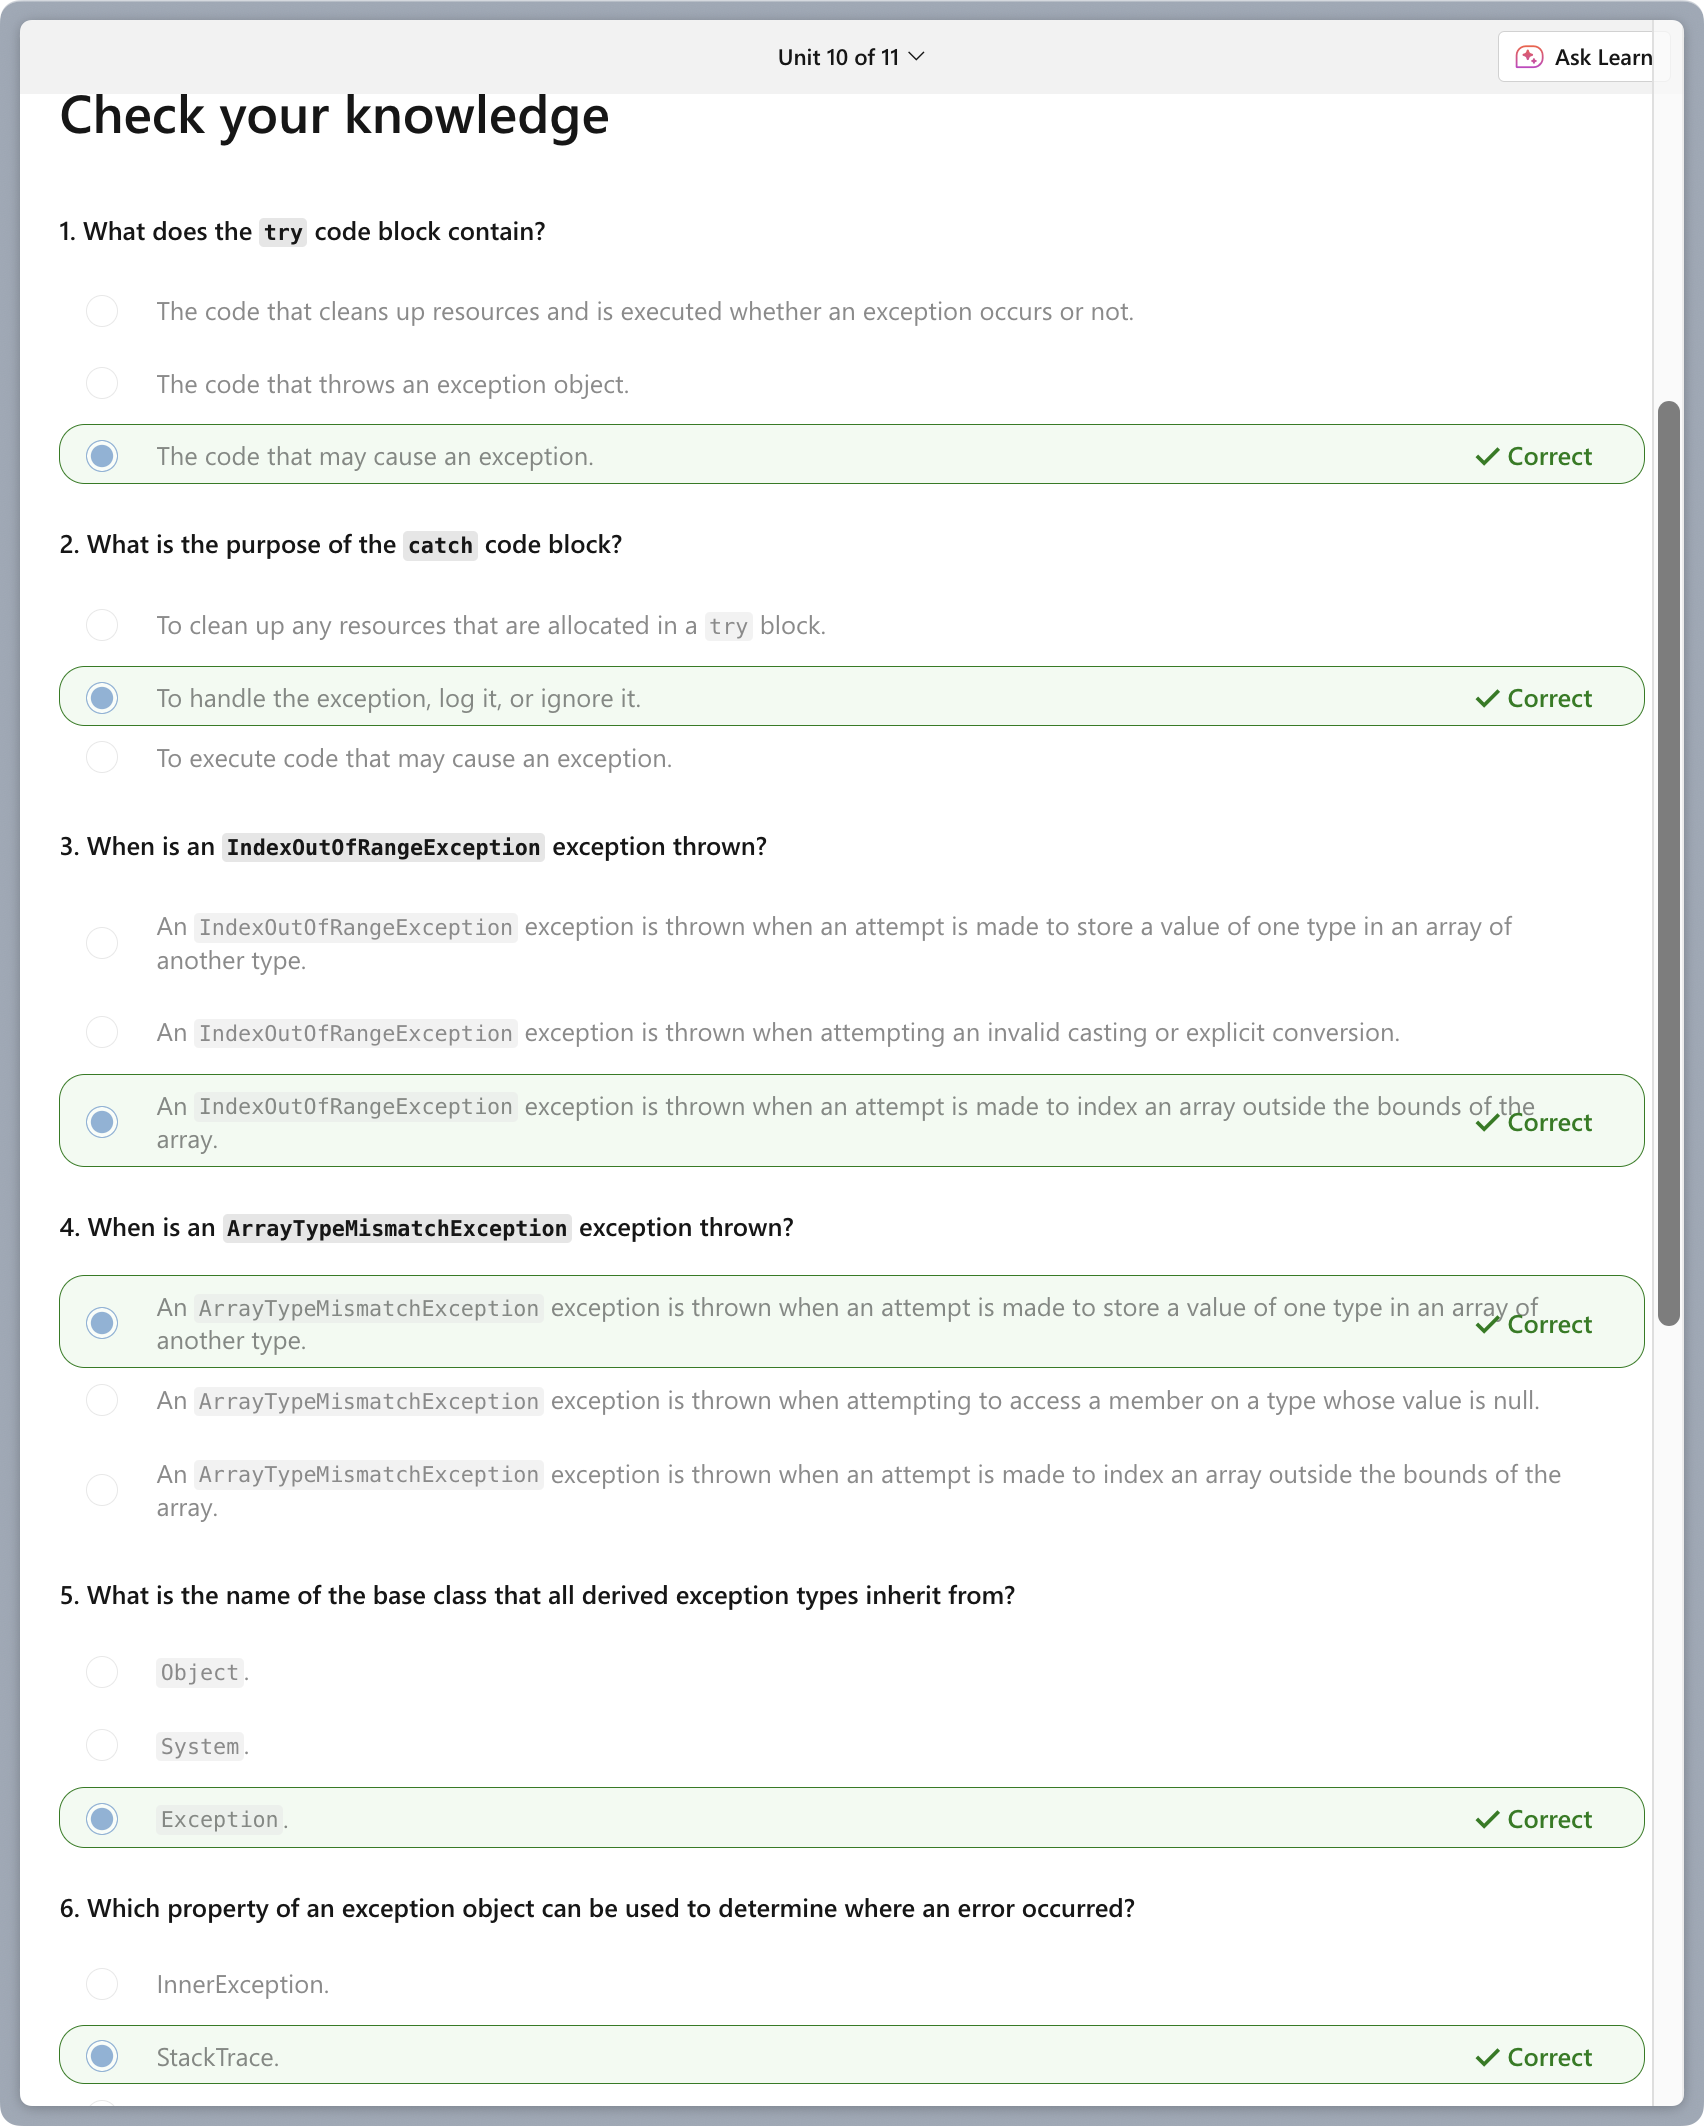 Unit 10 of 11
Ask Learn
Check your knowledge
1. What does the try code block contain?
The code that cleans up resources and is executed whether an exception occurs or not.
The code that throws an exception object.
The code that may cause an exception.
Correct
2. What is the purpose of the catch code block?
To clean up any resources that are allocated in a try block.
To handle the exception, log it, or ignore it.
Correct
To execute code that may cause an exception.
3. When is an IndexOutOfRangeException exception thrown?
An IndexOutOfRangeException exception is thrown when an attempt is made to store a value of one type in an array of
another type.
An IndexOutOfRangeException exception is thrown when attempting an invalid casting or explicit conversion.
An IndexOutOfRangeException exception is thrown when an attempt is made to index an array outside the bounds of the
array.
Correct
4. When is an ArrayTypeMismatchException exception thrown?
An ArrayTypeMismatchException exception is thrown when an attempt is made to store a value of one type in an array of
another type.
Correct
An ArrayTypeMismatchException exception is thrown when attempting to access a member on a type whose value is null.
An ArrayTypeMismatchException exception is thrown when an attempt is made to index an array outside the bounds of the
array.
5. What is the name of the base class that all derived exception types inherit from?
Object.
System.
Exception.
Correct
6. Which property of an exception object can be used to determine where an error occurred?
InnerException.
StackTrace.
Correct